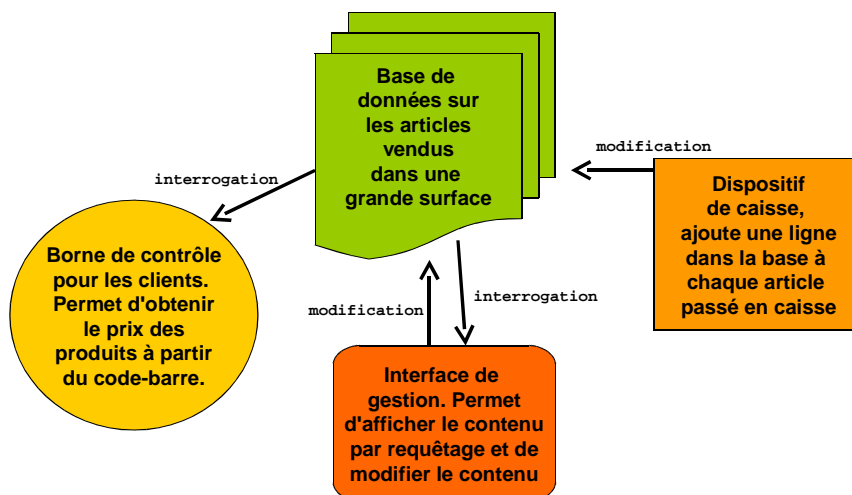 Base de
données sur
les articles
vendus
dans une
grande surface
modification
interrogation
Dispositif
de caisse,
ajoute une ligne
dans la base à
chaque article
passé en caisse
Borne de contrôle
pour les clients.
Permet d'obtenir
le prix des
produits à partir
du code-barre.
modification
interrogation
Interface de
gestion. Permet
d'afficher le contenu
par requêtage et de
modifier le contenu